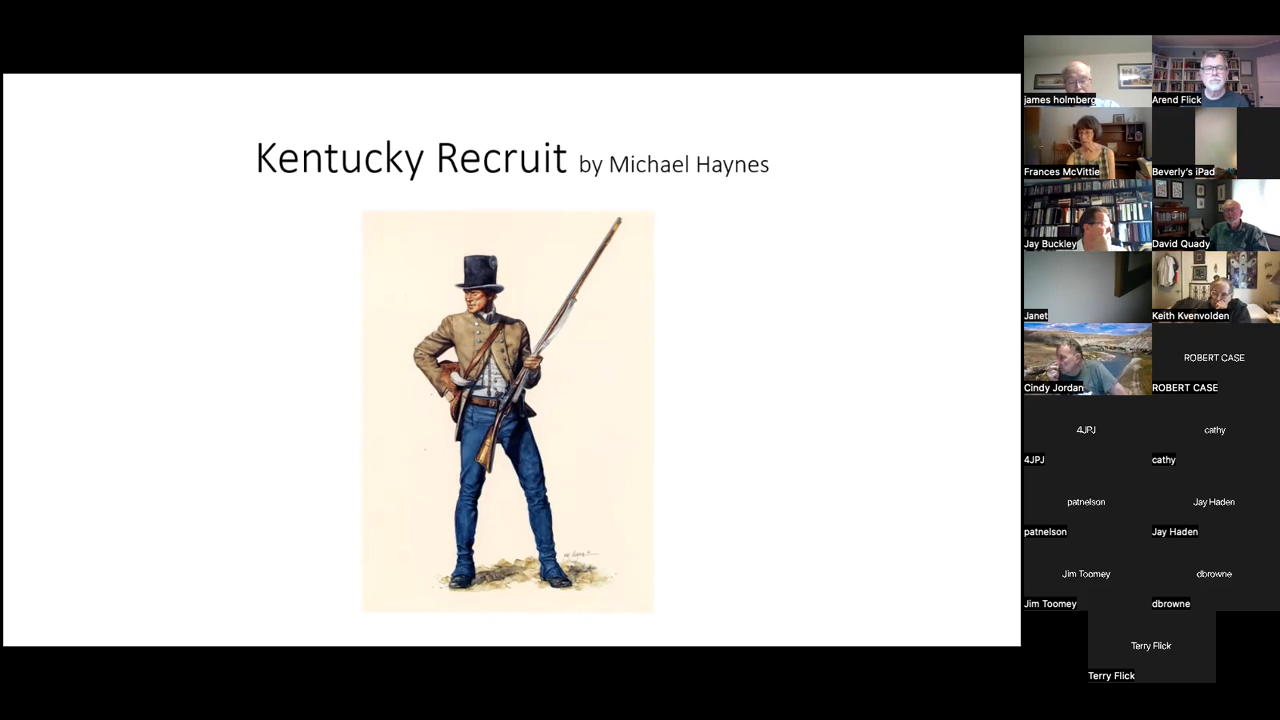 Kentucky Recruit by Michael Haynes
james holmberg
Arend Flick
Frances McVittie
Beverly's iPad
Jay Buckley
David Quady
Janet
Keith Kvenvolden
Cindy Jordan
ROBERT CASE
ROBERT CASE
4JPJ
cathy
4JPJ
cathy
patnelson
Jay Haden
patnelson
Jay Haden
Jim Toomey
dbrowne
Jim Toomey
dbrowne
Terry Flick
Terry Flick